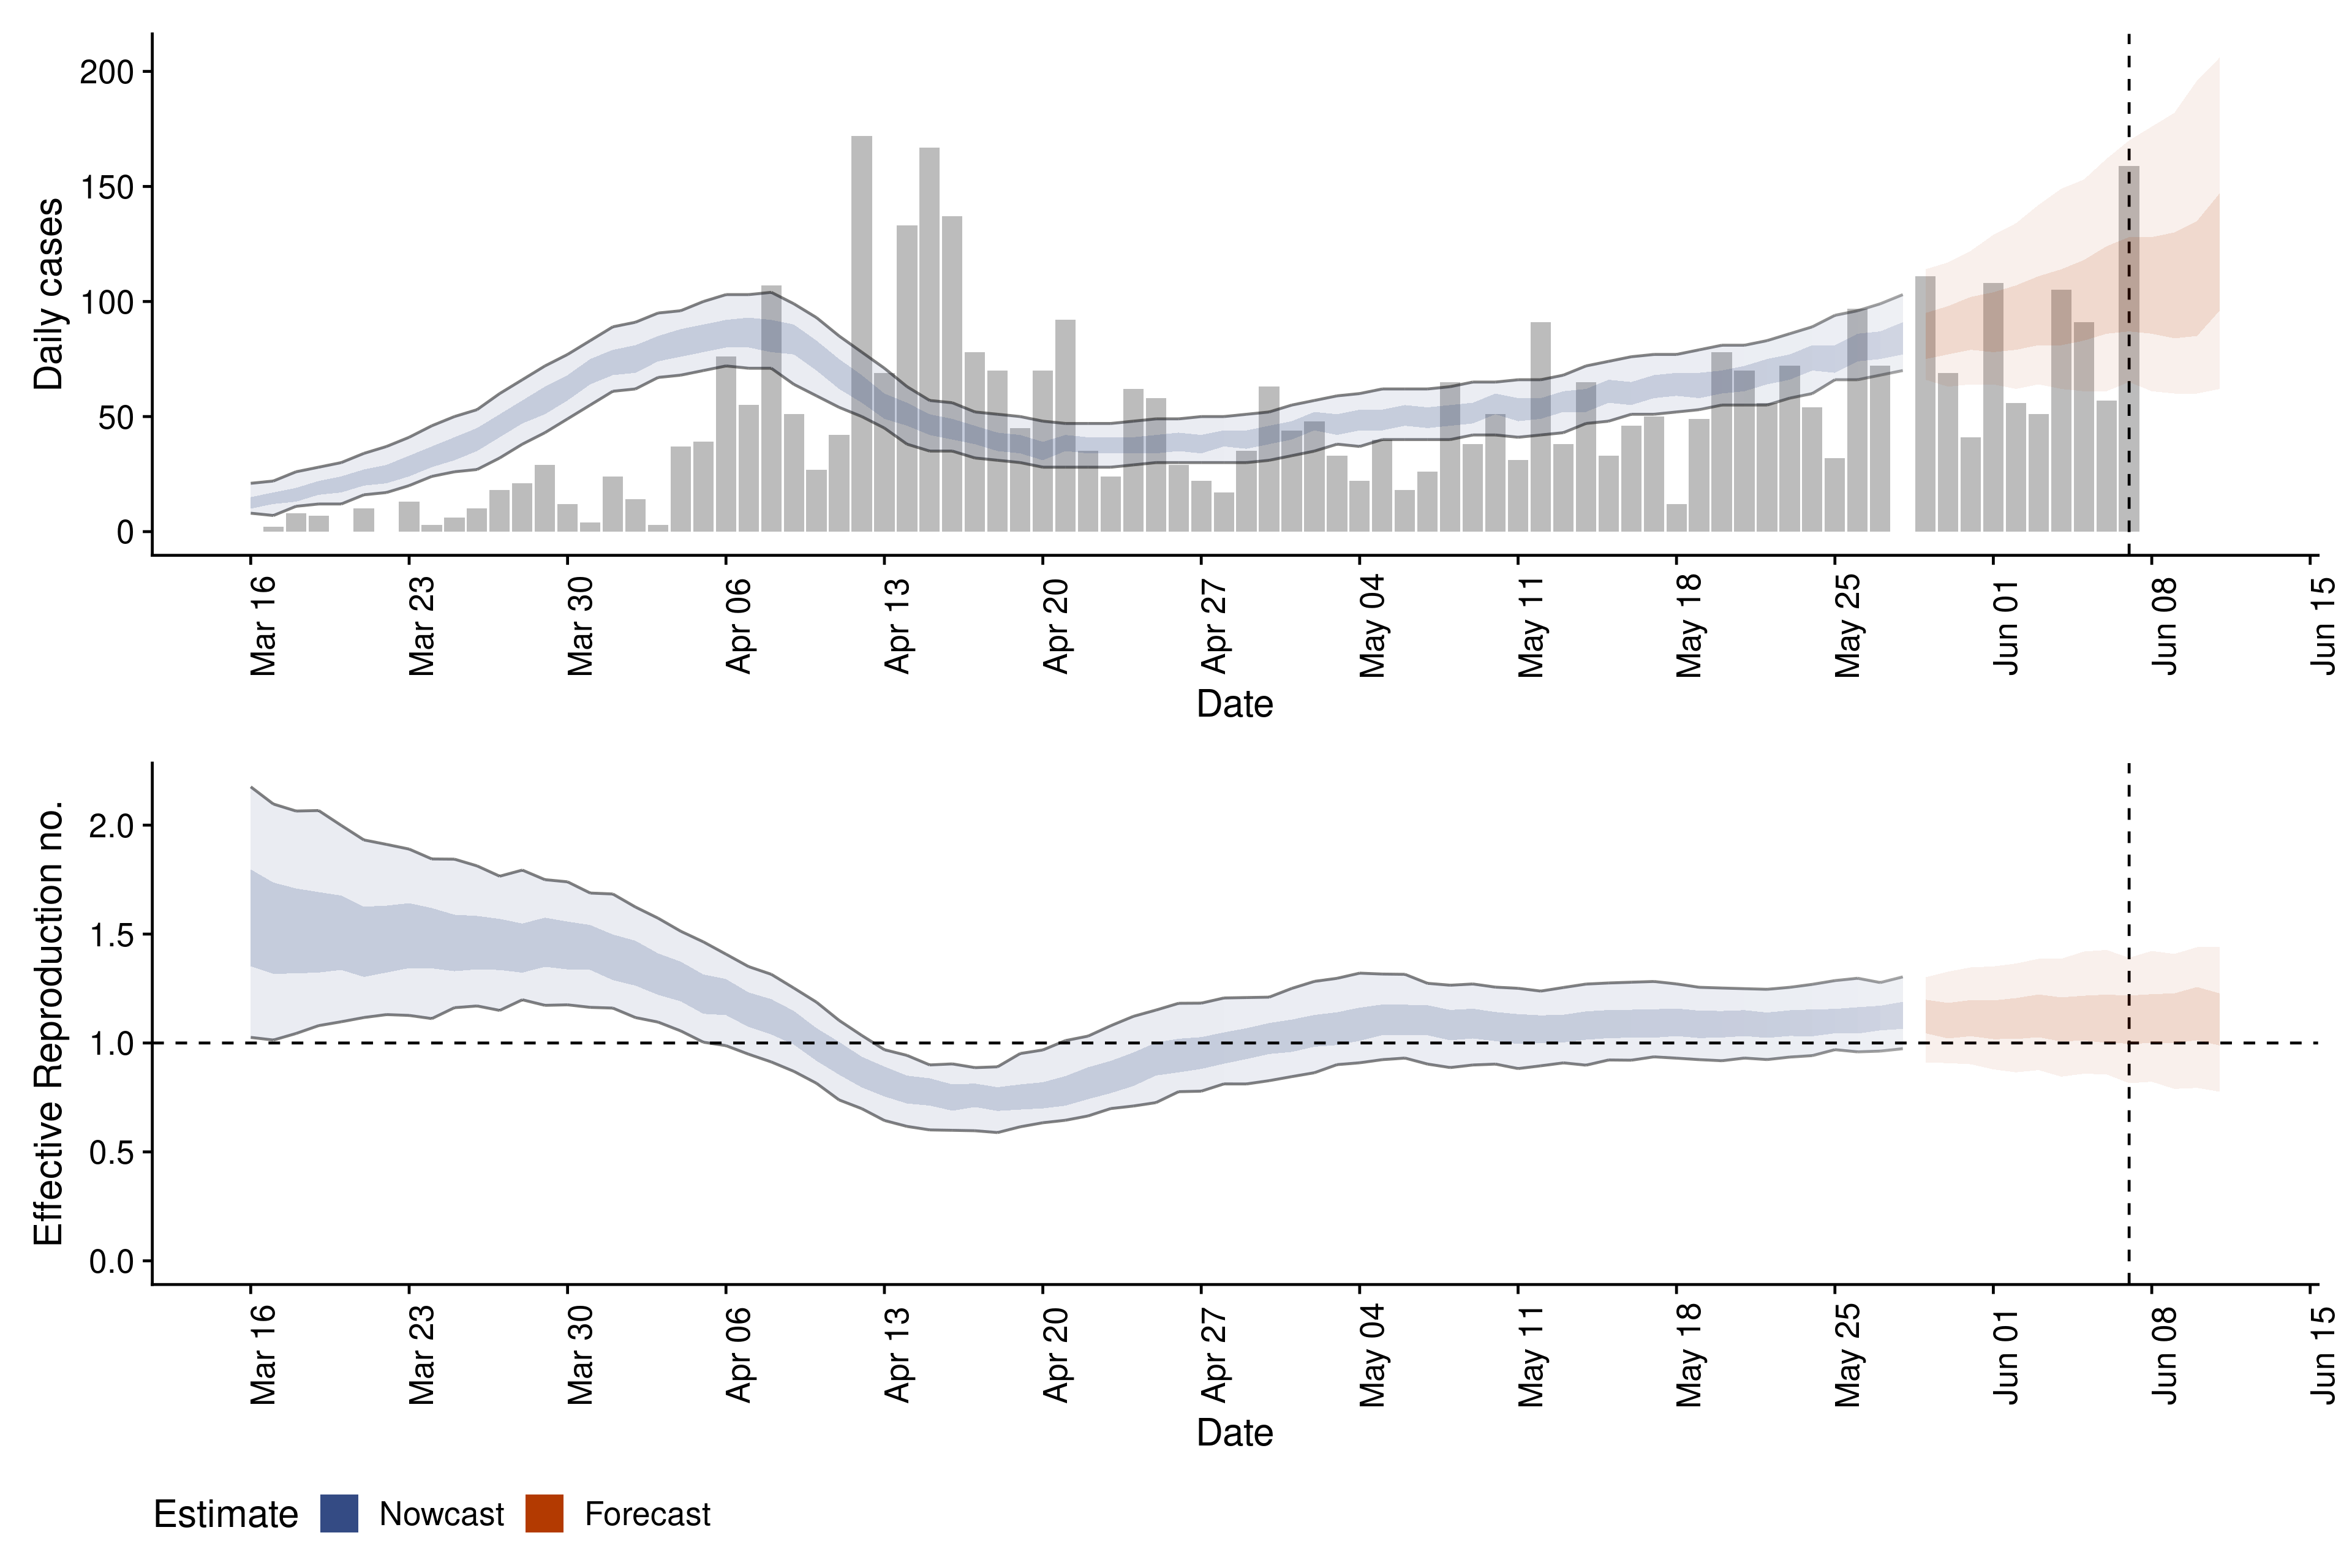 Daily cases
200
150
100
50
0
Mar 16 Mar 23 Mar 30 Apr 06 Apr 13 Apr 20 Apr 27 May 04 May 11 May 18 May 25 Jun 01 Jun 08 Jun 15
Date
Effective Reproduction no.
2.0
1.5
1.0
0.5
0.0
Mar 16 Mar 23 Mar 30 Apr 06 Apr 13 Apr 20 Apr 27 May 04 May 11 May 18 May 25 Jun 01 Jun 08 Jun 15
Date
Estimate Nowcast Forecast